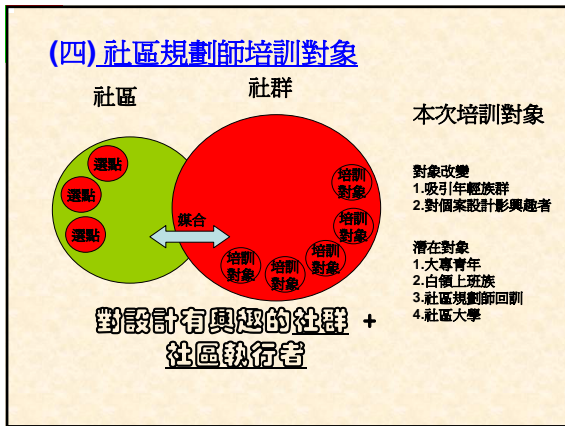 (四) 社區規劃師培訓對象
社區
社群
選點
選點
選點
媒合
培訓
對象
培訓
對象
培訓
對象
培訓
對象
培訓
對象
對設計有興趣的社群 +
社區執行者
本次培訓對象
對象改變
1.吸引年輕族群
2.對個案設計影興趣者
潛在對象
1.大專青年
2.白領上班族
3.社區規劃師回訓
4.社區大學